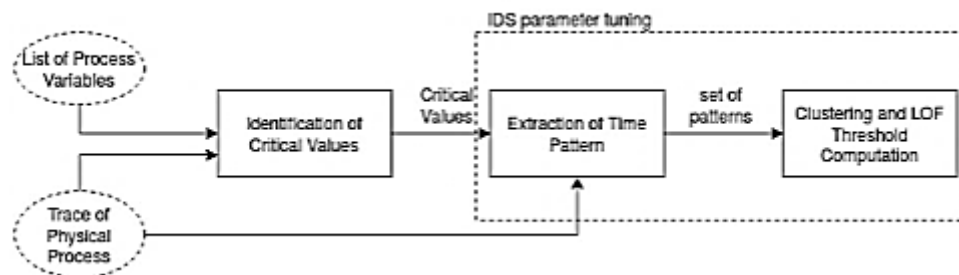 IDS parameter tuning
List of Process
Variables
Identification of
Critical Values
Critical
Values
Extraction of Time
Pattern
set of
patterns
Clustering and LOF
Threshold
Computation
Trace of
Physical
Process